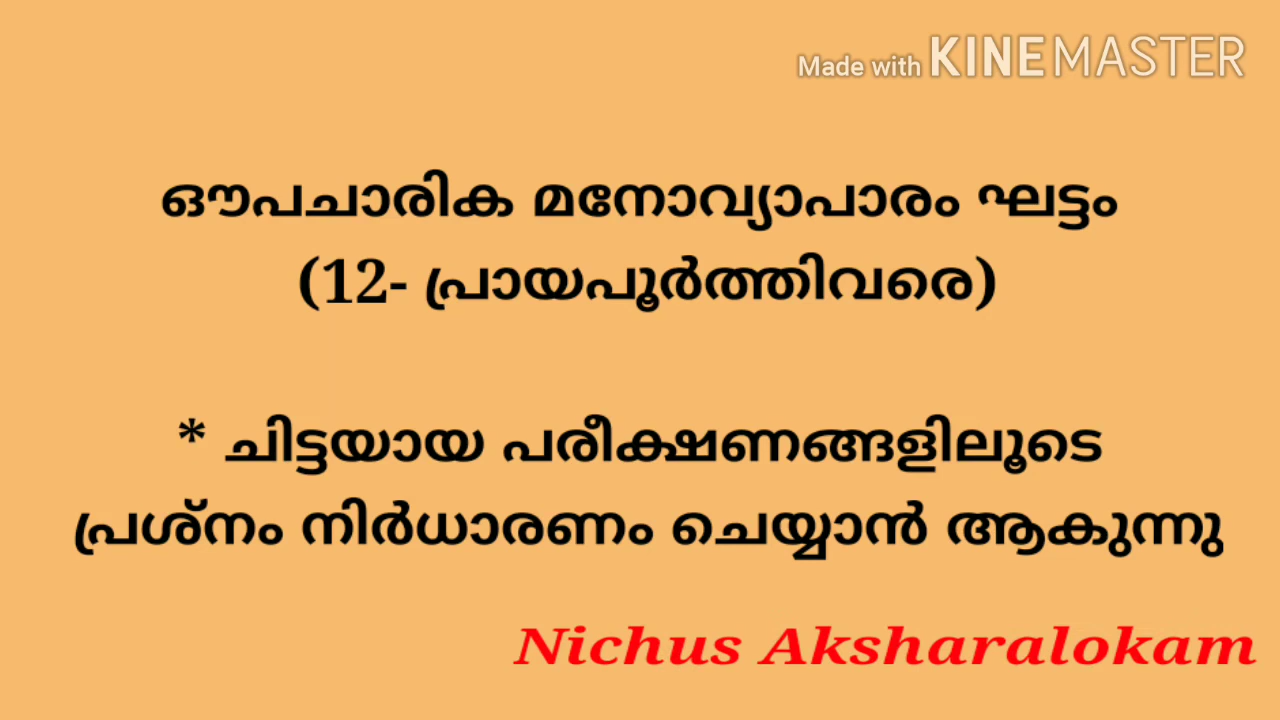 Made with KINEMASTER
ഔപചാരിക മനോവ്യാപാരം ഘട്ടം
(12- പ്രായപൂർത്തിവരെ)
* ചിട്ടയായ പരീക്ഷണങ്ങളിലൂടെ
പ്രശ്നം നിർധാരണം ചെയ്യാൻ ആകുന്നു
Nichus Aksharalokam